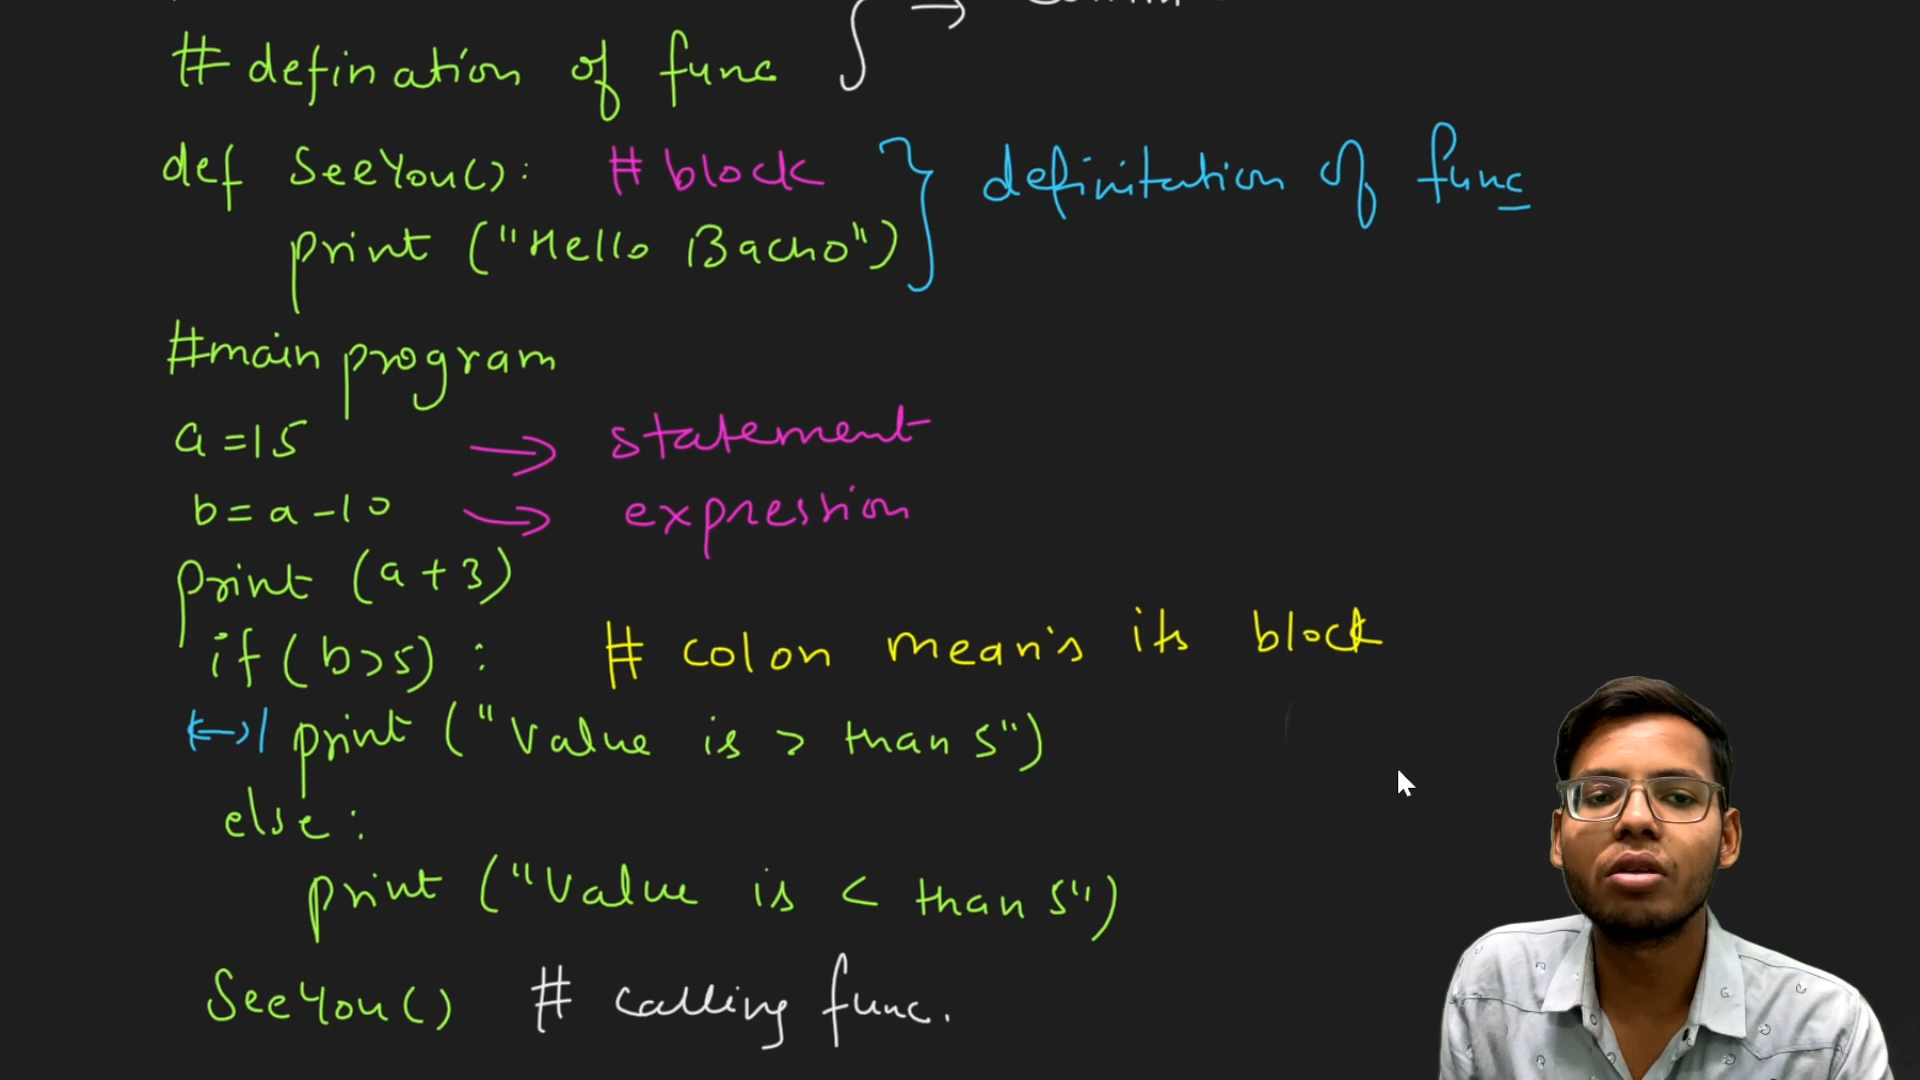 # defination of func
def SeeYou(): #block definitation of func
print ("Hello Bacho")
#main program
a=15 → statement
b=a-10 → expression
print (a+3)
if(b>5) : # colon mean's its block
print ("Value is > than 5")
else:
print ("Value is < than 5")
SeeYou() # calling func.